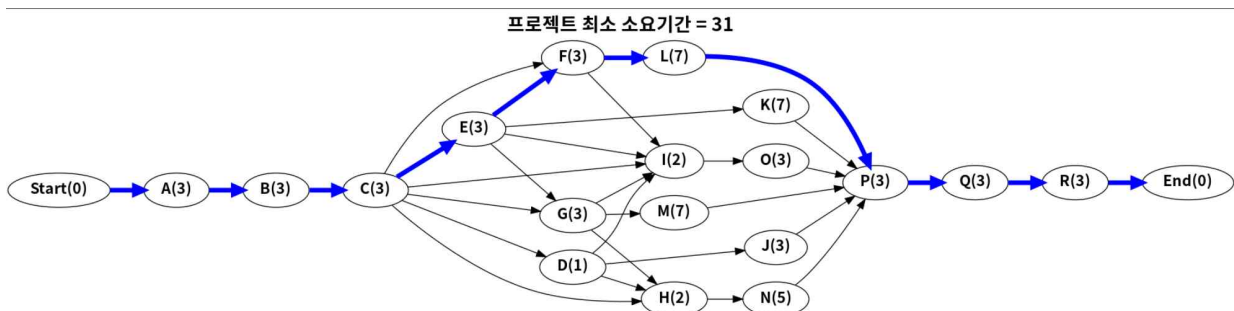 프로젝트 최소 소요기간 = 31
F(3)
L(7)
K(7)
E(3)
I(2)
O(3)
Start(0)
A(3)
B(3)
C(3)
P(3)
Q(3)
R(3)
End(0)
G(3)
M(7)
J(3)
D(1)
H(2)
N(5)